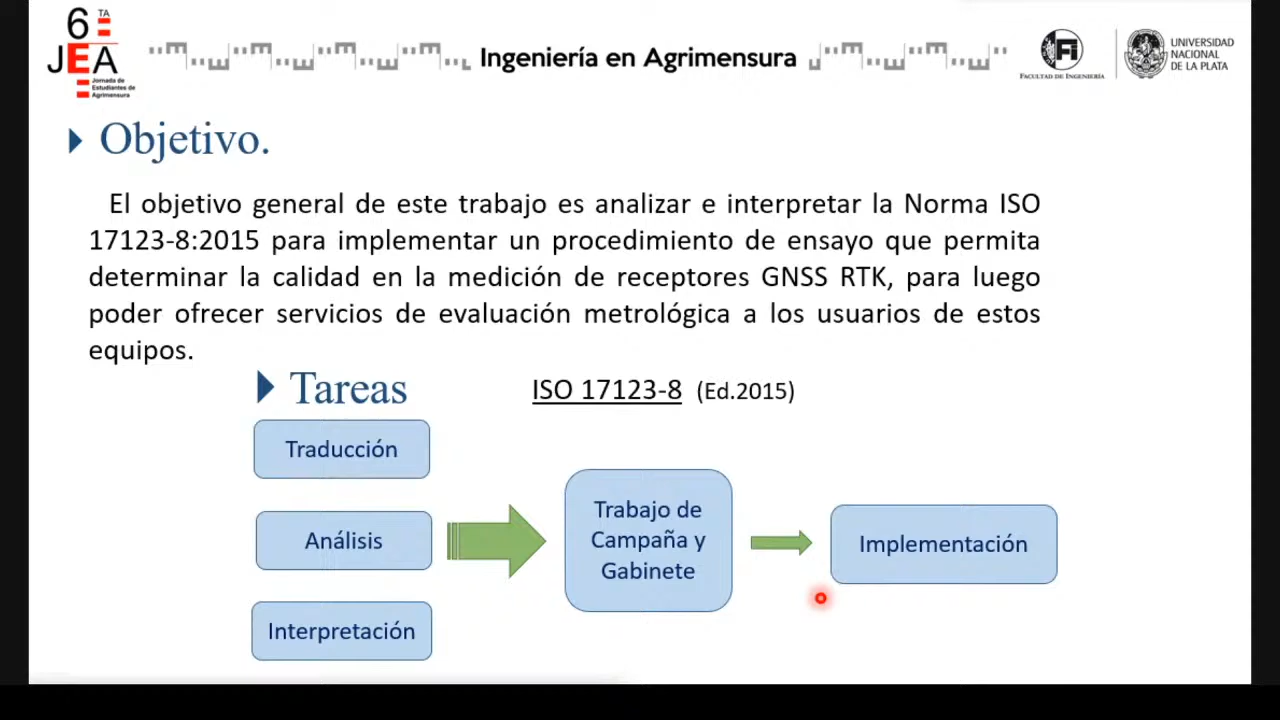 6TA
JEA
Jornada de
Estudiantes de
Agrimensura
Ingeniería en Agrimensura
Fi
FACULTAD DE INGENIERÍA
UNIVERSIDAD
NACIONAL
DE LA PLATA
Objetivo.
El objetivo general de este trabajo es analizar e interpretar la Norma ISO
17123-8:2015 para implementar un procedimiento de ensayo que permita
determinar la calidad en la medición de receptores GNSS RTK, para luego
poder ofrecer servicios de evaluación metrológica a los usuarios de estos
equipos.
Tareas
ISO 17123-8 (Ed.2015)
Traducción
Análisis
Interpretación
Trabajo de
Campaña y
Gabinete
Implementación